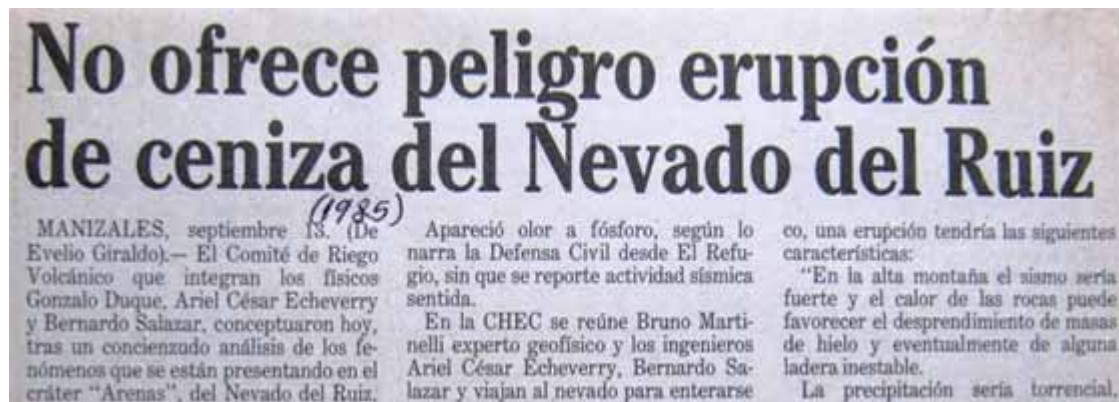 No ofrece peligro erupción
de ceniza del Nevado del Ruiz
(1985)
MANIZALES, septiembre 13. (De
Evelio Giraldo).— El Comité de Riego
Volcánico que integran los físicos
Gonzalo Duque, Ariel César Echeverry
y Bernardo Salazar, conceptuaron hoy,
tras un concienzudo análisis de los fe-
nómenos que se están presentando en el
cráter "Arenas", del Nevado del Ruiz,
Apareció olor a fósforo, según lo
narra la Defensa Civil desde El Refu-
gio, sin que se reporte actividad sísmica
sentida.
En la CHEC se reúne Bruno Marti-
nelli experto geofísico y los ingenieros
Ariel César Echeverry, Bernardo Sa-
lazar y viajan al nevado para enterarse
co, una erupción tendría las siguientes
características:
"En la alta montaña el sismo sería
fuerte y el calor de las rocas puede
favorecer el desprendimiento de masas
de hielo y eventualmente de alguna
ladera inestable.
La precipitación sería torrencial,